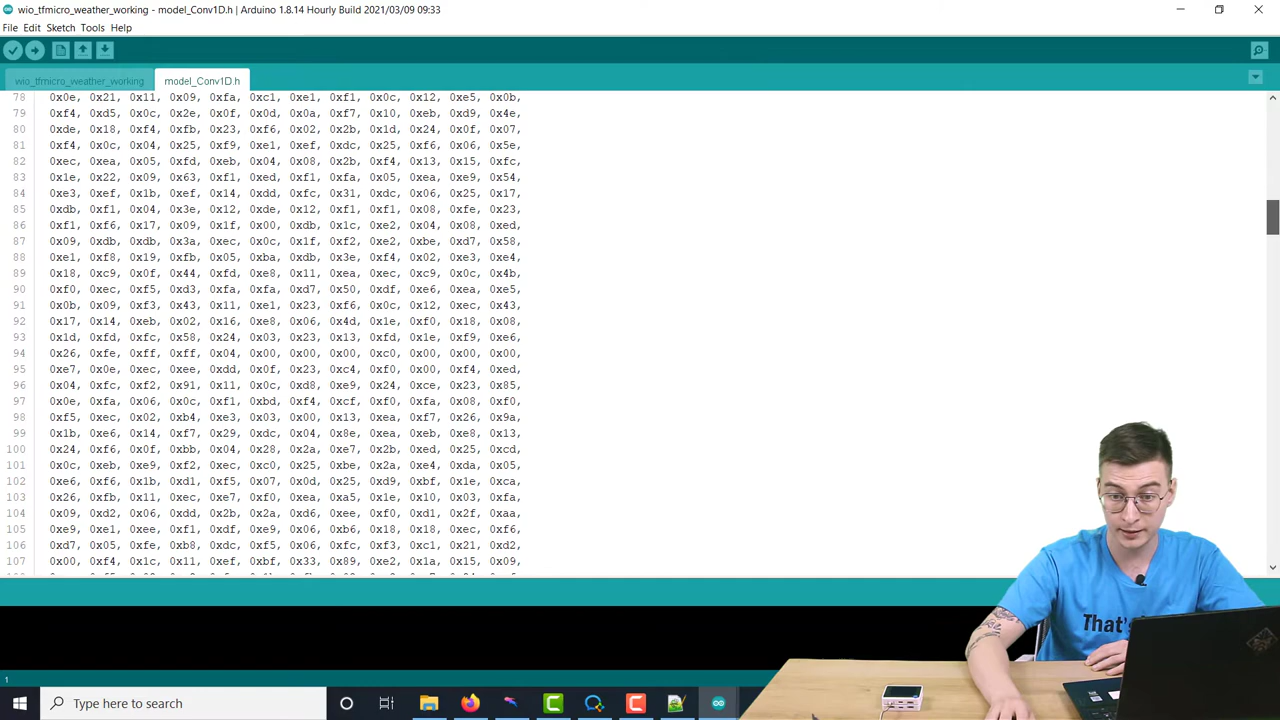 wio_tfmicro_weather_working - model_Conv1D.h | Arduino 1.8.14 Hourly Build 2021/03/09 09:33
File Edit Sketch Tools Help
wio_tfmicro_weather_working model_Conv1D.h
78 0x0e, 0x21, 0x11, 0x09, 0xfa, 0xc1, 0xe1, 0xf1, 0x0c, 0x12, 0xe5, 0x0b,
79 0xf4, 0xd5, 0x0c, 0x2e, 0x0f, 0x0d, 0x0a, 0xf7, 0x10, 0xeb, 0xd9, 0x4e,
80 0xde, 0x18, 0xf4, 0xfb, 0x23, 0xf6, 0x02, 0x2b, 0x1d, 0x24, 0x0f, 0x07,
81 0xf4, 0x0c, 0x04, 0x25, 0xf9, 0xe1, 0xef, 0xdc, 0x25, 0xf6, 0x06, 0x5e,
82 0xec, 0xea, 0x05, 0xfd, 0xeb, 0x04, 0x08, 0x2b, 0xf4, 0x13, 0x15, 0xfc,
83 0x1e, 0x22, 0x09, 0x63, 0xf1, 0xed, 0xf1, 0xfa, 0x05, 0xea, 0xe9, 0x54,
84 0xe3, 0xef, 0x1b, 0xef, 0x14, 0xdd, 0xfc, 0x31, 0xdc, 0x06, 0x25, 0x17,
85 0xdb, 0xf1, 0x04, 0x3e, 0x12, 0xde, 0x12, 0xf1, 0xf1, 0x08, 0xfe, 0x23,
86 0xf1, 0xf6, 0x17, 0x09, 0x1f, 0x00, 0xdb, 0x1c, 0xe2, 0x04, 0x08, 0xed,
87 0x09, 0xdb, 0xdb, 0x3a, 0xec, 0x0c, 0x1f, 0xf2, 0xe2, 0xbe, 0xd7, 0x58,
88 0xe1, 0xf8, 0x19, 0xfb, 0x05, 0xba, 0xdb, 0x3e, 0xf4, 0x02, 0xe3, 0xe4,
89 0x18, 0xc9, 0x0f, 0x44, 0xfd, 0xe8, 0x11, 0xea, 0xec, 0xc9, 0x0c, 0x4b,
90 0xf0, 0xec, 0xf5, 0xd3, 0xfa, 0xfa, 0xd7, 0x50, 0xdf, 0xe6, 0xea, 0xe5,
91 0x0b, 0x09, 0xf3, 0x43, 0x11, 0xe1, 0x23, 0xf6, 0x0c, 0x12, 0xec, 0x43,
92 0x17, 0x14, 0xeb, 0x02, 0x16, 0xe8, 0x06, 0x4d, 0x1e, 0xf0, 0x18, 0x08,
93 0x1d, 0xfd, 0xfc, 0x58, 0x24, 0x03, 0x23, 0x13, 0xfd, 0x1e, 0xf9, 0xe6,
94 0x26, 0xfe, 0xff, 0xff, 0x04, 0x00, 0x00, 0x00, 0xc0, 0x00, 0x00, 0x00,
95 0xe7, 0x0e, 0xec, 0xee, 0xdd, 0x0f, 0x23, 0xc4, 0xf0, 0x00, 0xf4, 0xed,
96 0x04, 0xfc, 0xf2, 0x91, 0x11, 0x0c, 0xd8, 0xe9, 0x24, 0xce, 0x23, 0x85,
97 0x0e, 0xfa, 0x06, 0x0c, 0xf1, 0xbd, 0xf4, 0xcf, 0xf0, 0xfa, 0x08, 0xf0,
98 0xf5, 0xec, 0x02, 0xb4, 0xe3, 0x03, 0x00, 0x13, 0xea, 0xf7, 0x26, 0x9a,
99 0x1b, 0xe6, 0x14, 0xf7, 0x29, 0xdc, 0x04, 0x8e, 0xea, 0xeb, 0xe8, 0x13,
100 0x24, 0xf6, 0x0f, 0xbb, 0x04, 0x28, 0x2a, 0xe7, 0x2b, 0xed, 0x25, 0xcd,
101 0x0c, 0xeb, 0xe9, 0xf2, 0xec, 0xc0, 0x25, 0xbe, 0x2a, 0xe4, 0xda, 0x05,
102 0xe6, 0xf6, 0x1b, 0xd1, 0xf5, 0x07, 0x0d, 0x25, 0xd9, 0xbf, 0x1e, 0xca,
103 0x26, 0xfb, 0x11, 0xec, 0xe7, 0xf0, 0xea, 0xa5, 0x1e, 0x10, 0x03, 0xfa,
104 0x09, 0xd2, 0x06, 0xdd, 0x2b, 0x2a, 0xd6, 0xee, 0xf0, 0x01, 0x2f, 0xaa,
105 0xe9, 0xe1, 0xee, 0xf1, 0xdf, 0xe9, 0x06, 0xb6, 0x18, 0x18, 0xec, 0xf6,
106 0xd7, 0x05, 0xfe, 0xb8, 0xdc, 0xf5, 0x06, 0xfc, 0xf3, 0xc1, 0x21, 0xd2,
107 0x00, 0xf4, 0x1c, 0x11, 0xef, 0xbf, 0x33, 0x89, 0xe2, 0x1a, 0x15, 0x09,
That's
1
Type here to search